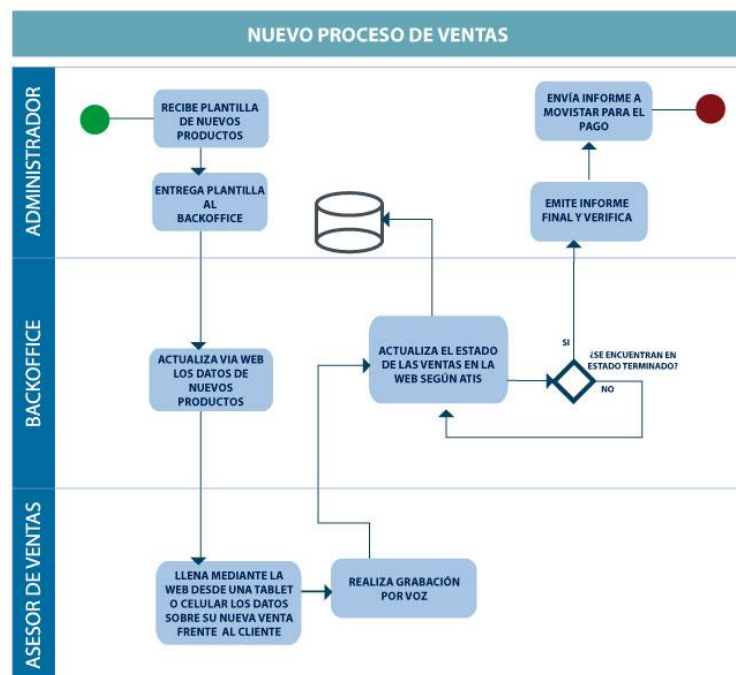 NUEVO PROCESO DE VENTAS
ADMINISTRADOR
RECIBE PLANTILLA
DE NUEVOS
PRODUCTOS
ENTREGA PLANTILLA
AL
BACKOFFICE
ENVÍA INFORME A
MOVISTAR PARA EL
PAGO
EMITE INFORME
FINAL Y VERIFICA
BACKOFFICE
ACTUALIZA VIA WEB
LOS DATOS DE
NUEVOS
PRODUCTOS
ACTUALIZA EL ESTADO
DE LAS VENTAS EN LA
WEB SEGÚN ATIS
SI
¿SE ENCUENTRAN EN
ESTADO TERMINADO?
NO
ASESOR DE VENTAS
LLENA MEDIANTE LA
WEB DESDE UNA TABLET
O CELULAR LOS DATOS
SOBRE SU NUEVA VENTA
FRENTE AL CLIENTE
REALIZA GRABACIÓN
POR VOZ